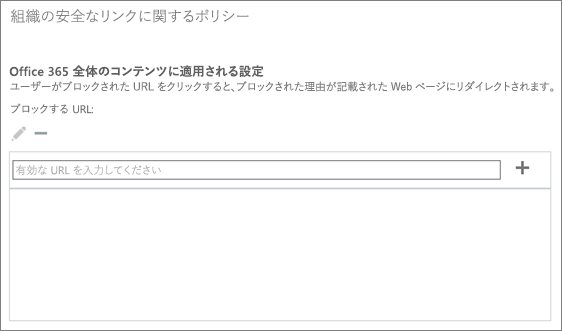 組織の安全なリンクに関するポリシー
Office 365 全体のコンテンツに適用される設定
ユーザーがブロックされた URL をクリックすると、ブロックされた理由が記載された Web ページにリダイレクトされます。
ブロックする URL:
有効な URL を入力してください